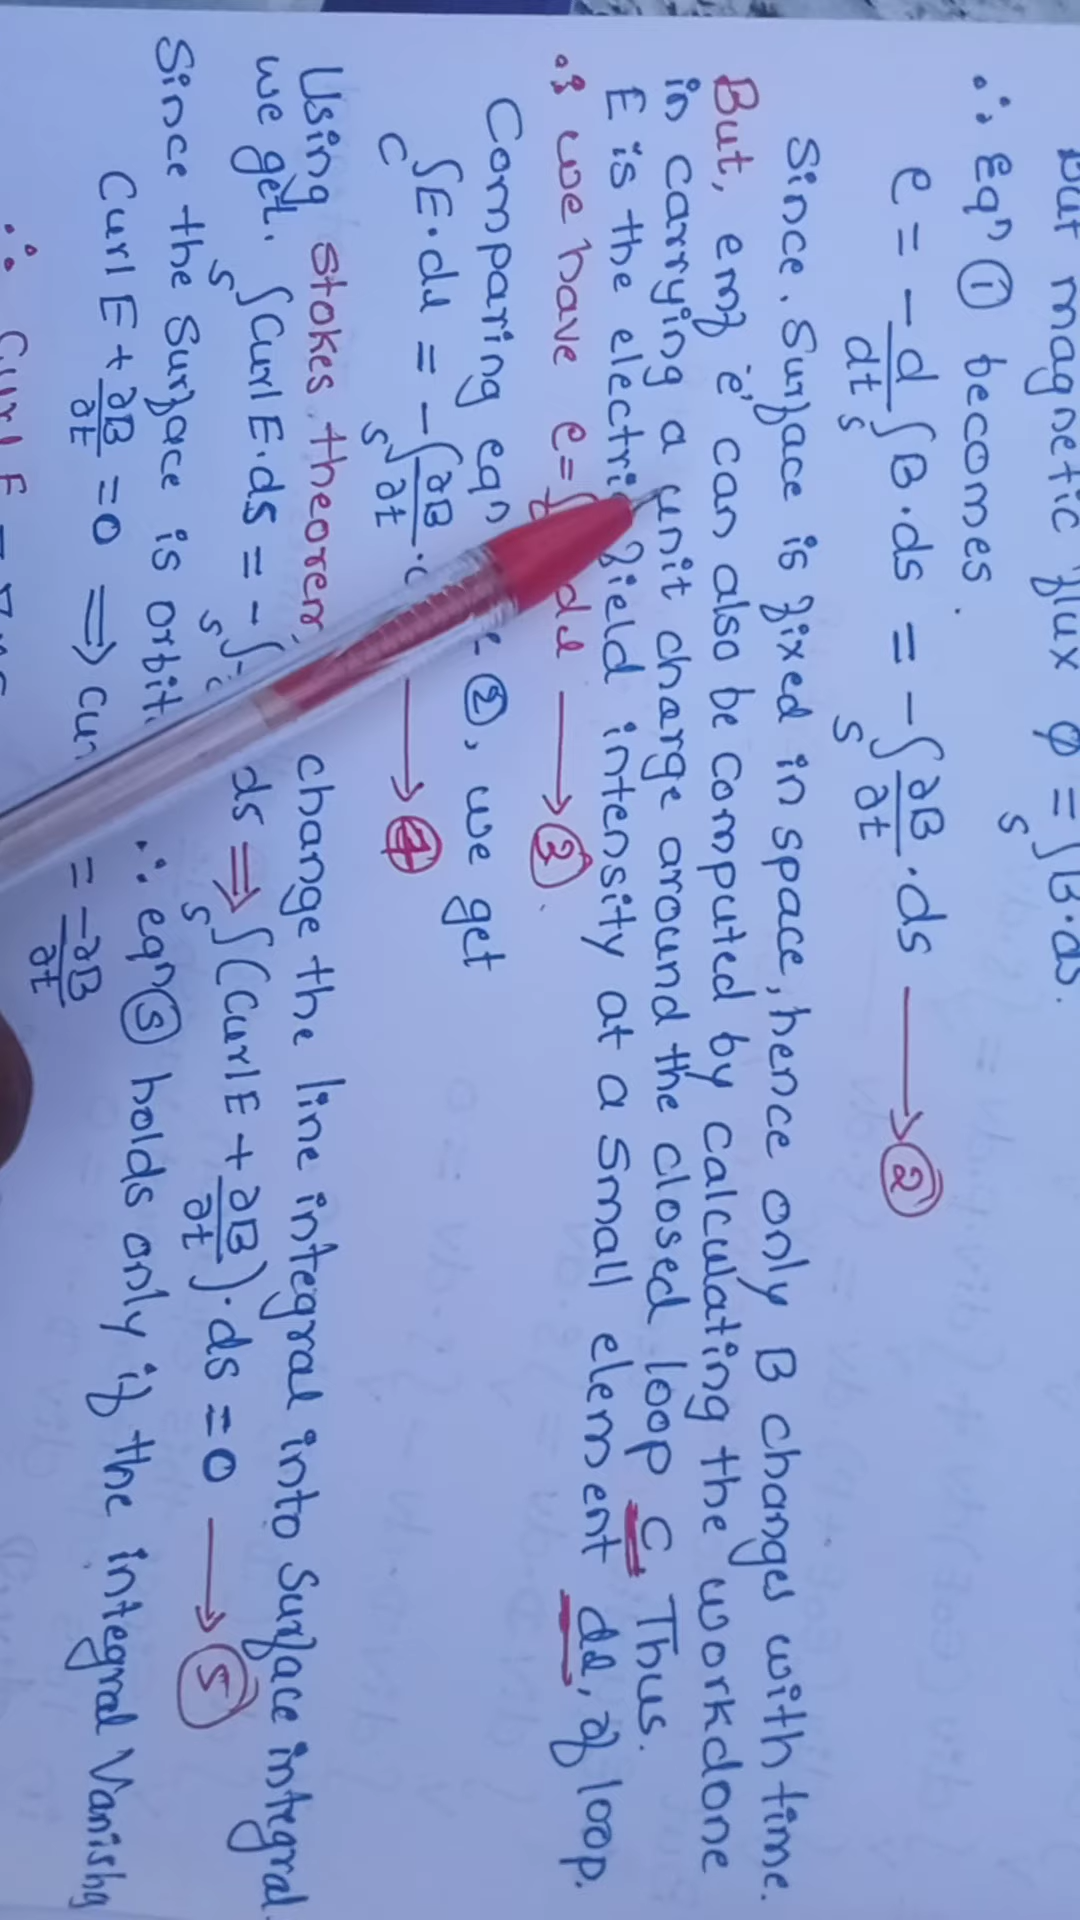 But magnetic flux φ = ∫s B.ds.
∴ Eqⁿ ① becomes
e = -d/dt ∫s B.ds = -∫s ∂B/∂t .ds → ②
Since. Surface is fixed in space, hence only B changes with time.
But, emf 'e' can also be computed by calculating the workdone
in carrying a unit charge around the closed loop C Thus.
E is the electric field intensity at a small element dl, of loop.
∴ we have e = dl → ③
Comparing eqⁿ ②, we get
∫c E.dl = -∫s ∂B/∂t . → ④
Using Stokes theorem change the line integral into Surface integral
we get. ∫s Curl E.ds = -∫s ds ⇒ ∫s (Curl E + ∂B/∂t).ds = 0 → ⑤
Since the Surface is orbit ∴ eqⁿ ⑤ holds only if the integral Vanishg
Curl E + ∂B/∂t = 0 ⇒ = -∂B/∂t
∴ Curl E =